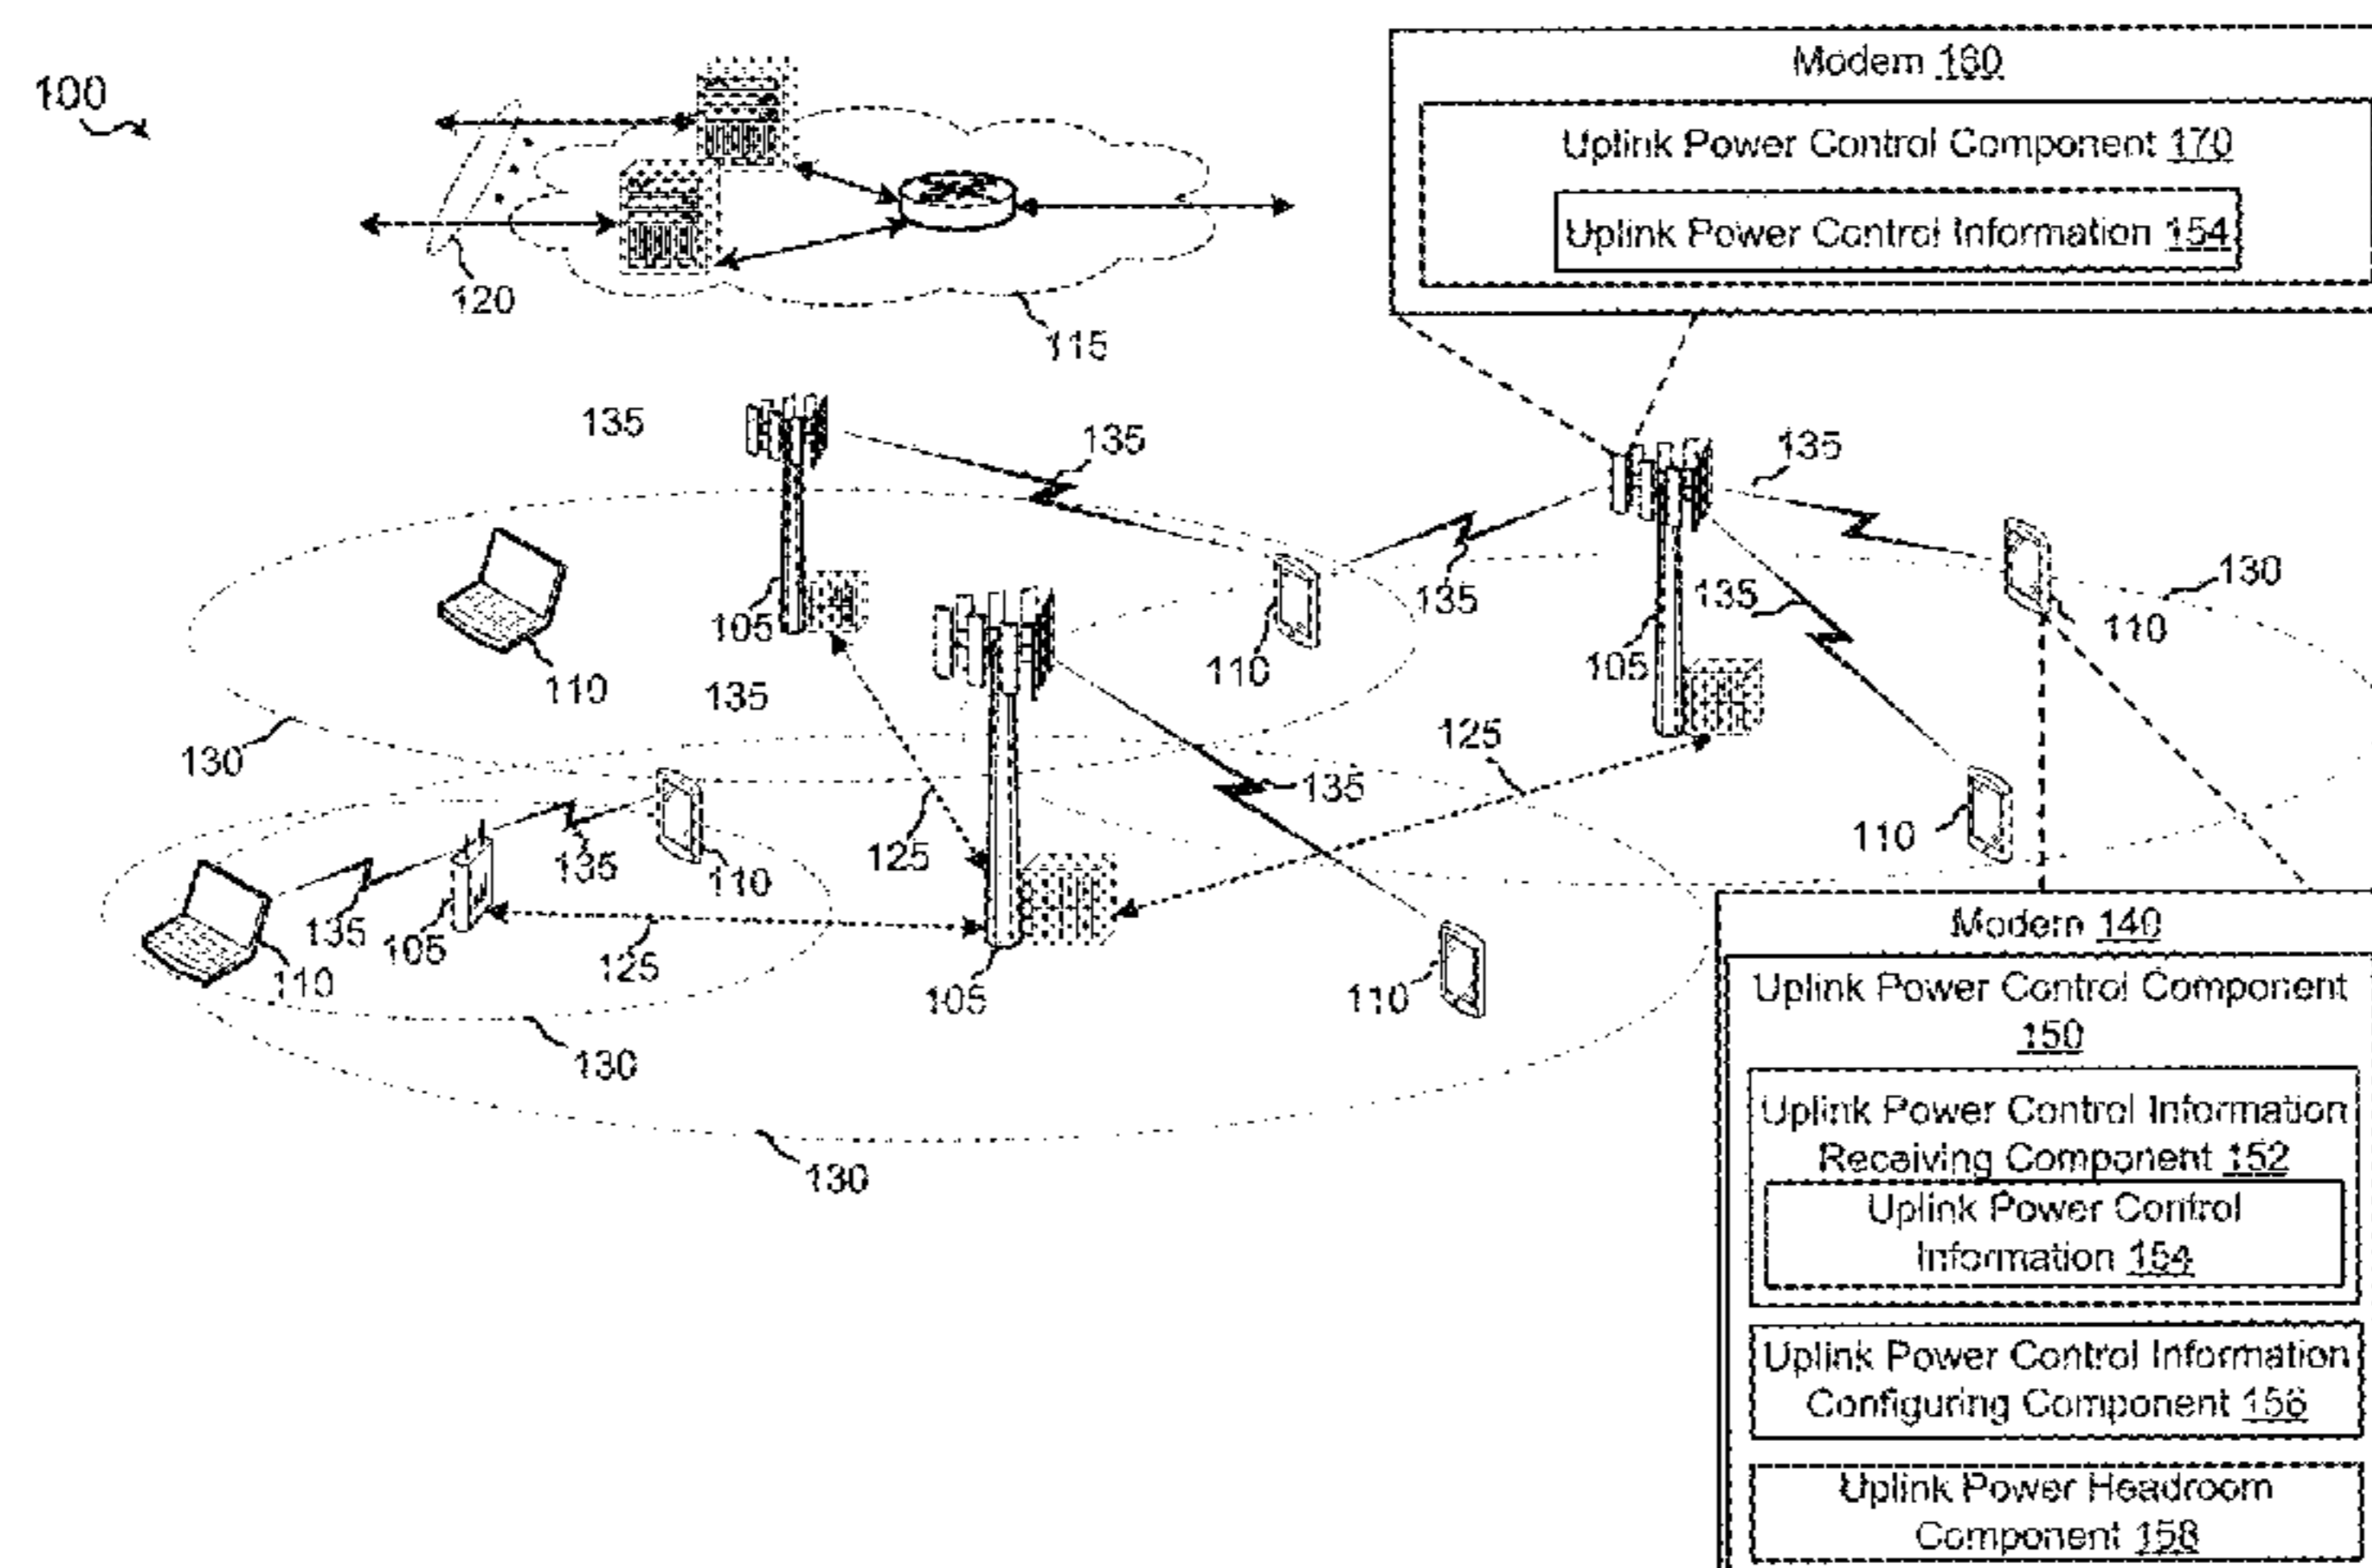 100
120
115
Modem 160
Uplink Power Control Component 170
Uplink Power Control Information 154
135
135
135
105
110
135
110
135
105
135
110
130
130
135
125
110
135
125
110
135
105
135
110
125
105
110
130
130
Modem 140
Uplink Power Control Component
150
Uplink Power Control Information
Receiving Component 152
Uplink Power Control
Information 154
Uplink Power Control Information
Configuring Component 156
Uplink Power Headroom
Component 158